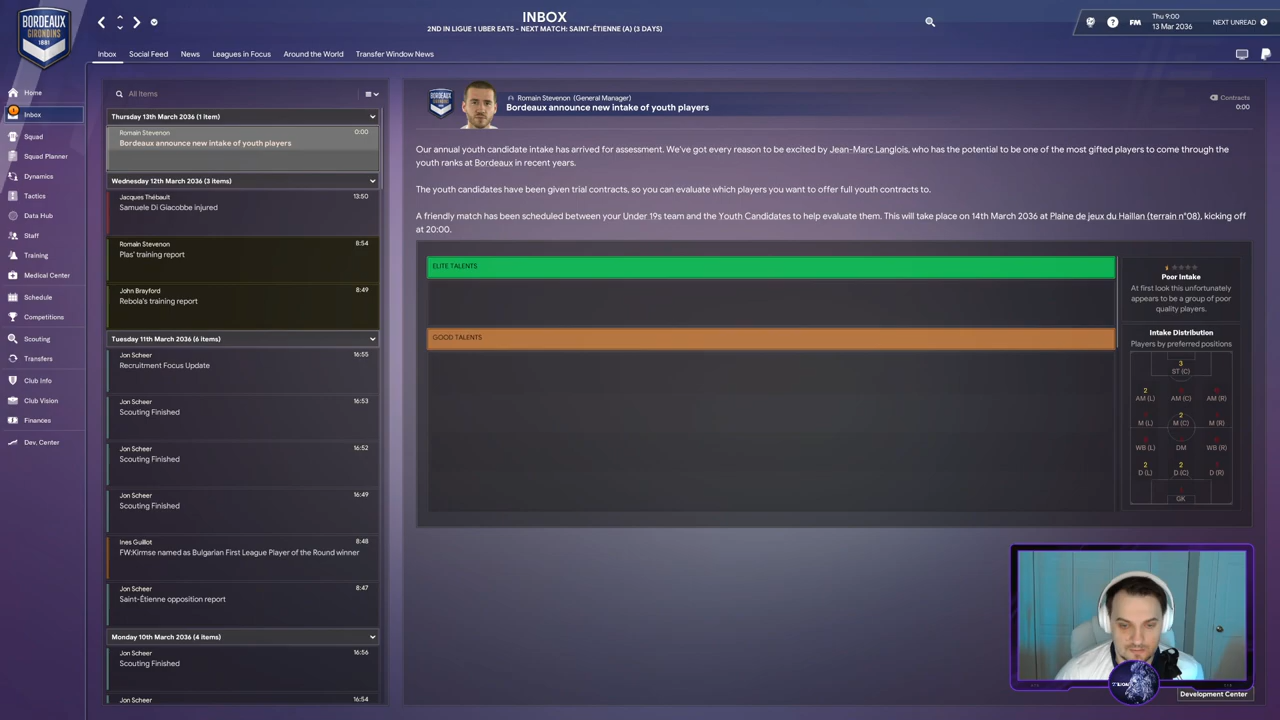 BORDEAUX
GIRONDINS
1881
INBOX
2ND IN LIGUE 1 UBER EATS - NEXT MATCH: SAINT-ÉTIENNE (A) (3 DAYS)
FM
Thu 9:00
13 Mar 2036
NEXT UNREAD
Inbox
Social Feed
News
Leagues in Focus
Around the World
Transfer Window News
Home
Inbox
Squad
Squad Planner
Dynamics
Tactics
Data Hub
Staff
Training
Medical Center
Schedule
Competitions
Scouting
Transfers
Club Info
Club Vision
Finances
Dev. Center
All Items
Thursday 13th March 2036 (1 item)
Romain Stevenon 0:00
Bordeaux announce new intake of youth players
Wednesday 12th March 2036 (3 items)
Jacques Thébault 13:50
Samuele Di Giacobbe injured
Romain Stevenon 8:54
Plas' training report
John Brayford 8:49
Rebola's training report
Tuesday 11th March 2036 (6 items)
Jon Scheer 16:55
Recruitment Focus Update
Jon Scheer 16:53
Scouting Finished
Jon Scheer 16:52
Scouting Finished
Jon Scheer 16:49
Scouting Finished
Ines Guillot 8:48
FW:Kirmse named as Bulgarian First League Player of the Round winner
Jon Scheer 8:47
Saint-Étienne opposition report
Monday 10th March 2036 (4 items)
Jon Scheer 16:56
Scouting Finished
Jon Scheer 16:54
Romain Stevenon (General Manager)
Bordeaux announce new intake of youth players
Contracts
0:00
Our annual youth candidate intake has arrived for assessment. We've got every reason to be excited by Jean-Marc Langlois, who has the potential to be one of the most gifted players to come through the
youth ranks at Bordeaux in recent years.
The youth candidates have been given trial contracts, so you can evaluate which players you want to offer full youth contracts to.
A friendly match has been scheduled between your Under 19s team and the Youth Candidates to help evaluate them. This will take place on 14th March 2036 at Plaine de jeux du Haillan (terrain n°08), kicking off
at 20:00.
ELITE TALENTS
GOOD TALENTS
Poor Intake
At first look this unfortunately
appears to be a group of poor
quality players.
Intake Distribution
Players by preferred positions
3
ST (C)
2
AM (L) AM (C) AM (R)
2
M (L) M (C) M (R)
WB (L) DM WB (R)
2 2
D (L) D (C) D (R)
GK
Development Center